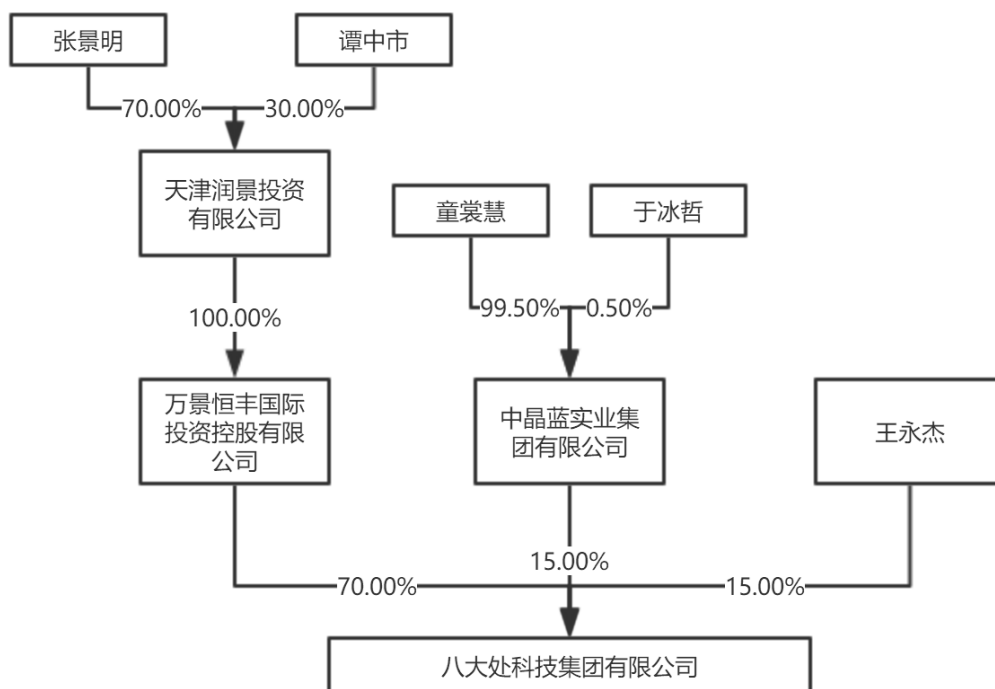 张景明
谭中市
70.00%
30.00%
天津润景投资
有限公司
童裳慧
于冰哲
100.00%
99.50%
0.50%
万景恒丰国际
投资控股有限
公司
中晶蓝实业集
团有限公司
王永杰
15.00%
70.00%
15.00%
八大处科技集团有限公司